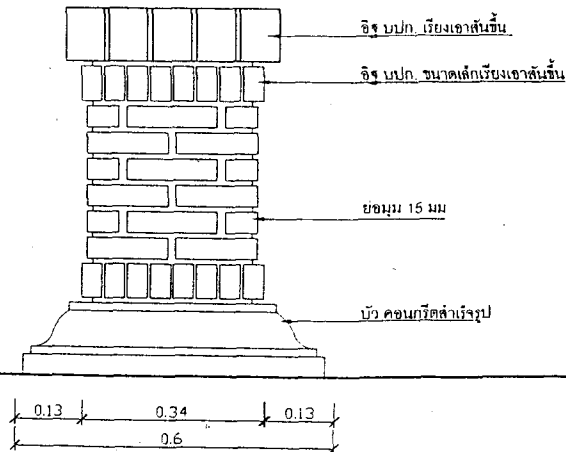 อิฐ บปก. เรียงเอาสันขึ้น
อิฐ บปก. ขนาดเล็กเรียงเอาสันขึ้น
ย่อมุม 15 มม
บัว คอนกรีตสำเร็จรูป
0.13 0.34 0.13
0.6